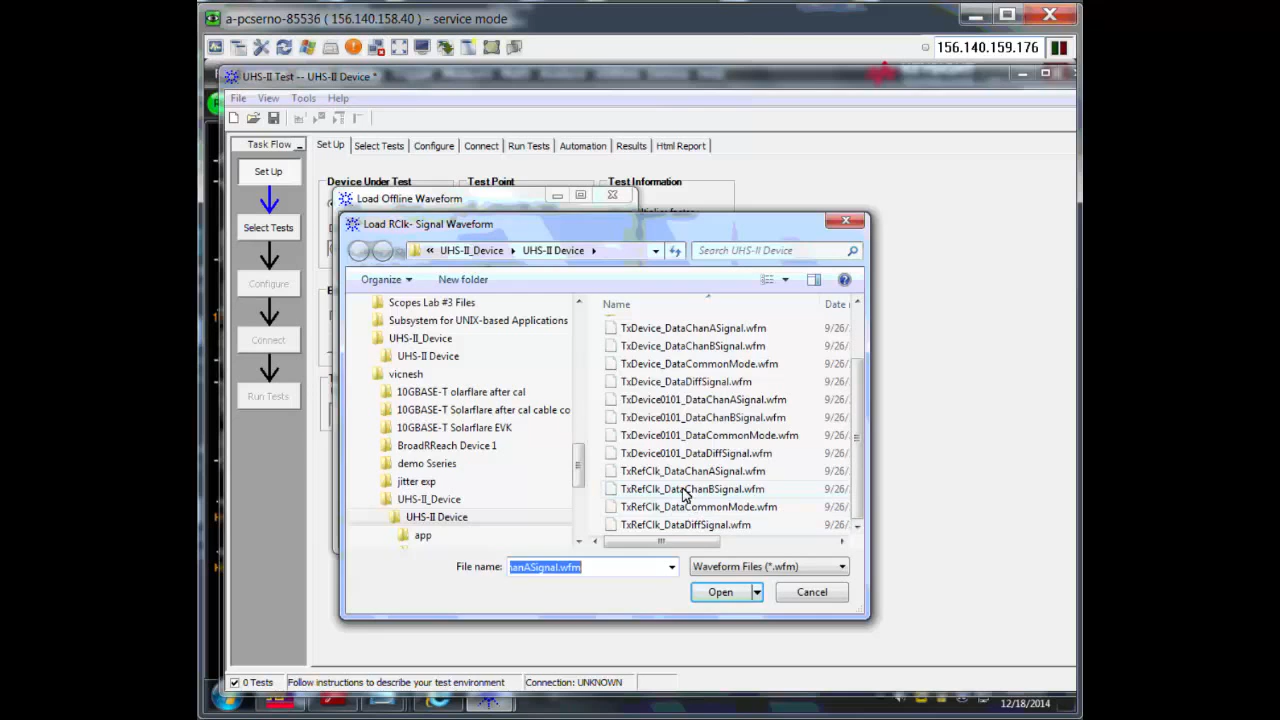 a-pcserno-85536 ( 156.140.158.40 ) - service mode
156.140.159.176
UHS-II Test -- UHS-II Device *
File View Tools Help
Task Flow
Set Up Select Tests Configure Connect Run Tests Automation Results Html Report
Set Up
Select Tests
Configure
Connect
Run Tests
Device Under Test Test Point Test Information
Load Offline Waveform
Load RClk- Signal Waveform
« UHS-II_Device UHS-II Device
Search UHS-II Device
Organize New folder
Scopes Lab #3 Files
Subsystem for UNIX-based Applications
UHS-II_Device
UHS-II Device
vicnesh
10GBASE-T olarflare after cal
10GBASE-T Solarflare after cal cable co
10GBASE-T Solarflare EVK
BroadRReach Device 1
demo Sseries
jitter exp
UHS-II_Device
UHS-II Device
app
Name Date
TxDevice_DataChanASignal.wfm 9/26/
TxDevice_DataChanBSignal.wfm 9/26/
TxDevice_DataCommonMode.wfm 9/26/
TxDevice_DataDiffSignal.wfm 9/26/
TxDevice0101_DataChanASignal.wfm 9/26/
TxDevice0101_DataChanBSignal.wfm 9/26/
TxDevice0101_DataCommonMode.wfm 9/26/
TxDevice0101_DataDiffSignal.wfm 9/26/
TxRefClk_DataChanASignal.wfm 9/26/
TxRefClk_DataChanBSignal.wfm 9/26/
TxRefClk_DataCommonMode.wfm 9/26/
TxRefClk_DataDiffSignal.wfm 9/26/
File name: anASignal.wfm
Waveform Files (*.wfm)
Open Cancel
0 Tests Follow instructions to describe your test environment Connection: UNKNOWN
12/18/2014